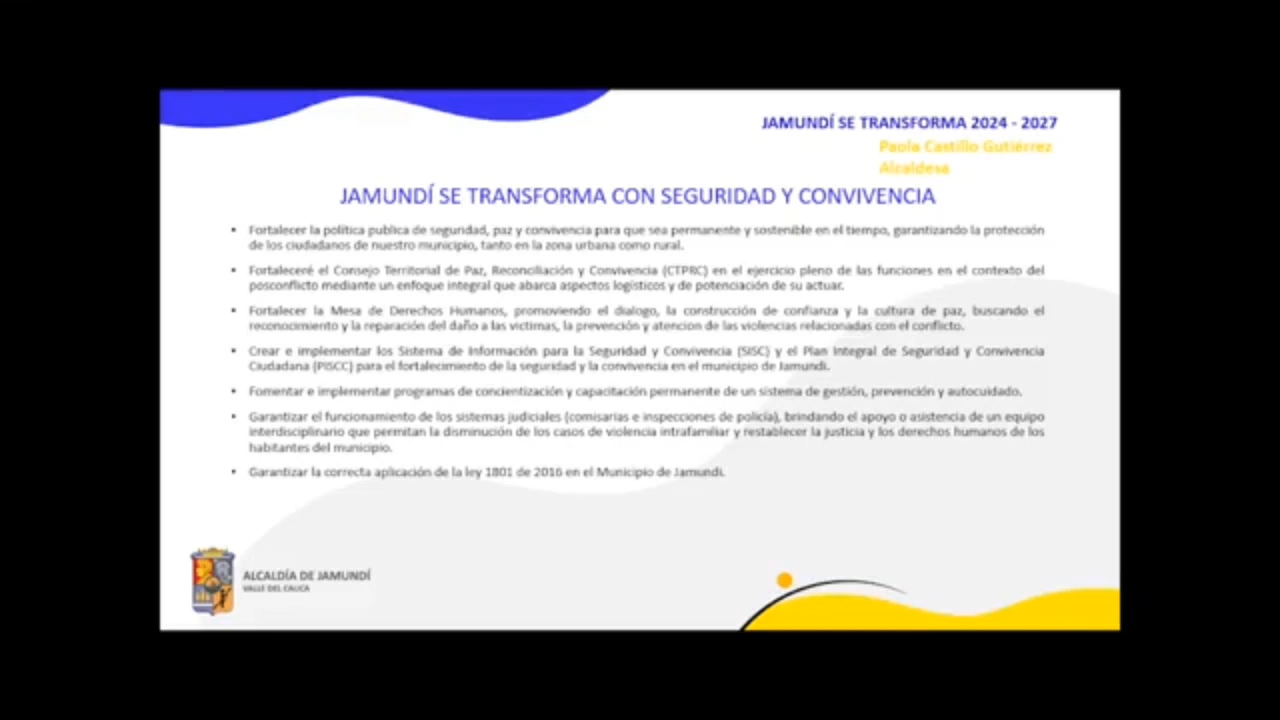 JAMUNDÍ SE TRANSFORMA 2024 - 2027
Paola Castillo Gutiérrez
Alcaldesa
JAMUNDÍ SE TRANSFORMA CON SEGURIDAD Y CONVIVENCIA
• Fortalecer la política publica de seguridad, paz y convivencia para que sea permanente y sostenible en el tiempo, garantizando la protección
de los ciudadanos de nuestro municipio, tanto en la zona urbana como rural.
• Fortaleceré el Consejo Territorial de Paz, Reconciliación y Convivencia (CTPRC) en el ejercicio pleno de las funciones en el contexto del
posconflicto mediante un enfoque integral que abarca aspectos logísticos y de potenciación de su actuar.
• Fortalecer la Mesa de Derechos Humanos, promoviendo el dialogo, la construcción de confianza y la cultura de paz, buscando el
reconocimiento y la reparación del daño a las victimas, la prevención y atencion de las violencias relacionadas con el conflicto.
• Crear e implementar los Sistema de Información para la Seguridad y Convivencia (SISC) y el Plan Integral de Seguridad y Convivencia
Ciudadana (PISCC) para el fortalecimiento de la seguridad y la convivencia en el municipio de Jamundí.
• Fomentar e implementar programas de concientización y capacitación permanente de un sistema de gestión, prevención y autocuidado.
• Garantizar el funcionamiento de los sistemas judiciales (comisarias e inspecciones de policía), brindando el apoyo o asistencia de un equipo
interdisciplinario que permitan la disminución de los casos de violencia intrafamiliar y restablecer la justicia y los derechos humanos de los
habitantes del municipio.
• Garantizar la correcta aplicación de la ley 1801 de 2016 en el Municipio de Jamundí.
ALCALDÍA DE JAMUNDÍ
VALLE DEL CAUCA